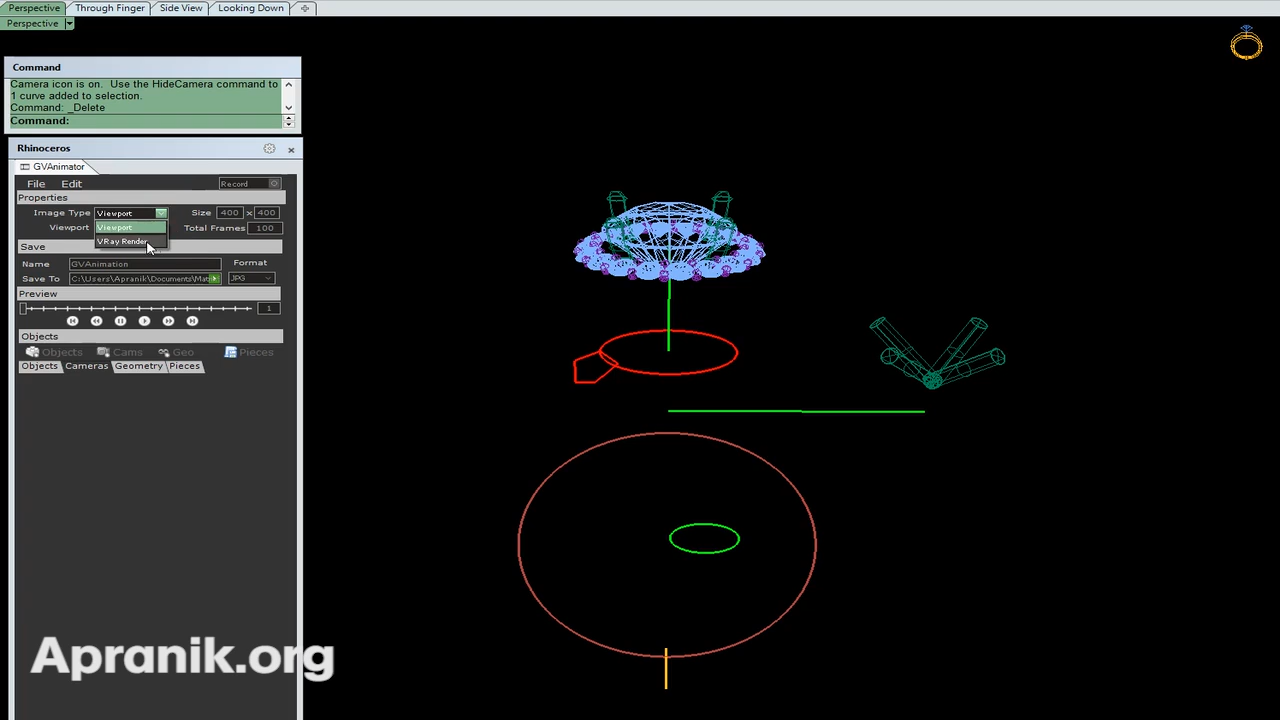 Perspective Through Finger Side View Looking Down
Perspective
Command
Camera icon is on. Use the HideCamera command to
1 curve added to selection.
Command: _Delete
Command:
Rhinoceros
GVAnimator
File Edit Record
Properties
Image Type Viewport Size 400 x 400
Viewport Viewport Total Frames 100
VRay Render
Save
Name GVAnimation Format
Save To C:\Users\Apranik\Documents\Mat JPG
Preview
1
Objects
Objects Cams Geo Pieces
Objects Cameras Geometry Pieces
Apranik.org